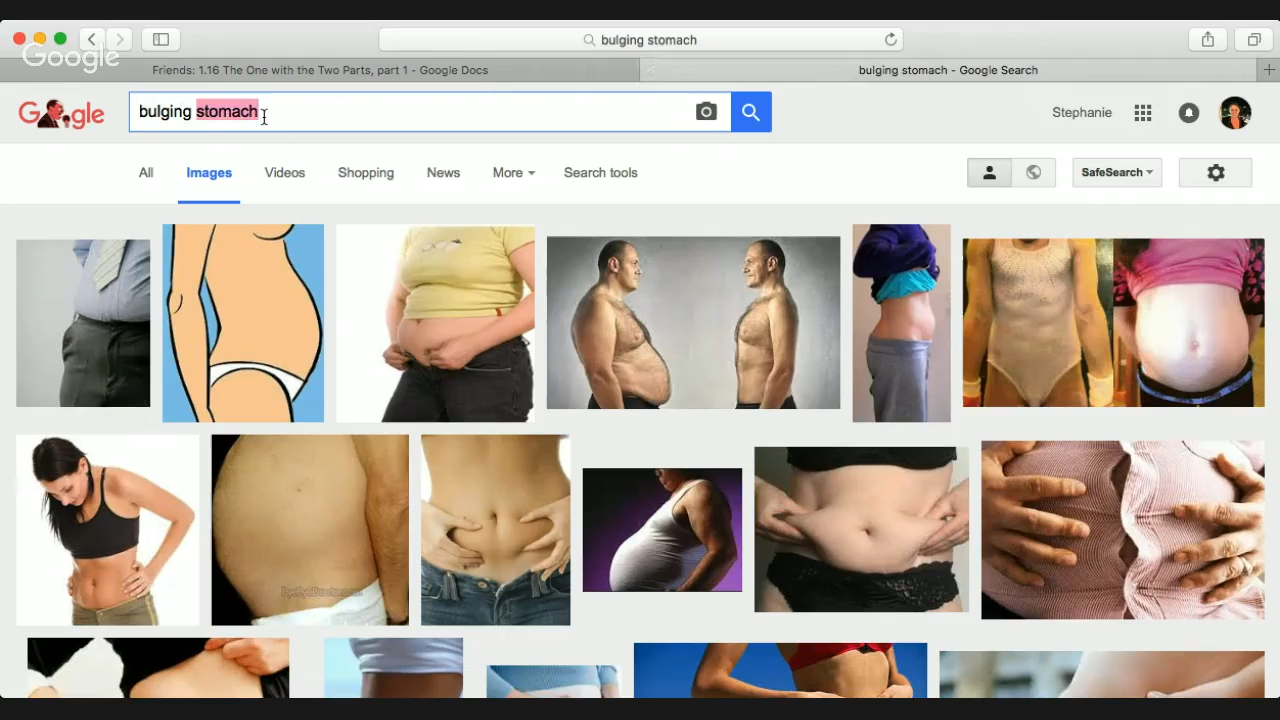 bulging stomach
Google
Friends: 1.16 The One with the Two Parts, part 1 - Google Docs
bulging stomach - Google Search
Google
bulging stomach
Stephanie
All Images Videos Shopping News More Search tools
SafeSearch